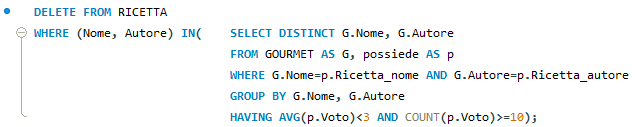 DELETE FROM RICETTA
WHERE (Nome, Autore) IN( SELECT DISTINCT G.Nome, G.Autore
FROM GOURMET AS G, possiede AS p
WHERE G.Nome=p.Ricetta_nome AND G.Autore=p.Ricetta_autore
GROUP BY G.Nome, G.Autore
HAVING AVG(p.Voto)<3 AND COUNT(p.Voto)>=10);